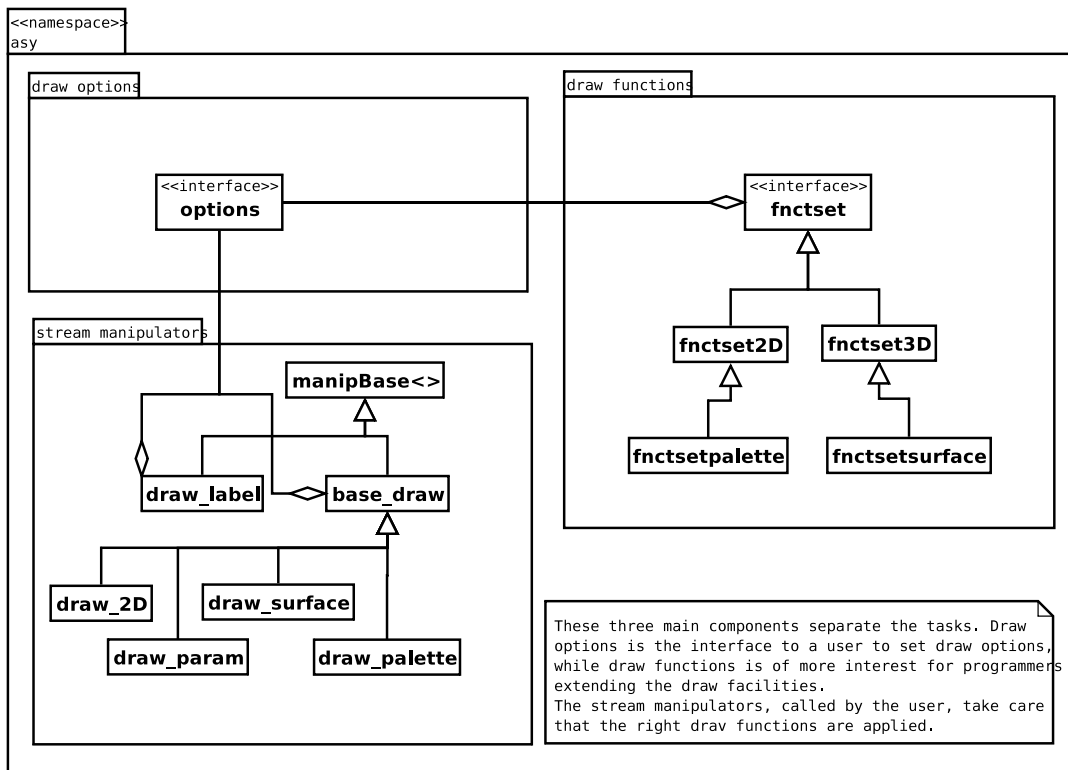 <<namespace>>
asy
draw options
draw functions
<<interface>>
options
<<interface>>
fnctset
stream manipulators
fnctset2D
fnctset3D
manipBase<>
fnctsetpalette
fnctsetsurface
draw_label
base_draw
draw_2D
draw_surface
draw_param
draw_palette
These three main components separate the tasks. Draw
options is the interface to a user to set draw options,
while draw functions is of more interest for programmers
extending the draw facilities.
The stream manipulators, called by the user, take care
that the right drav functions are applied.